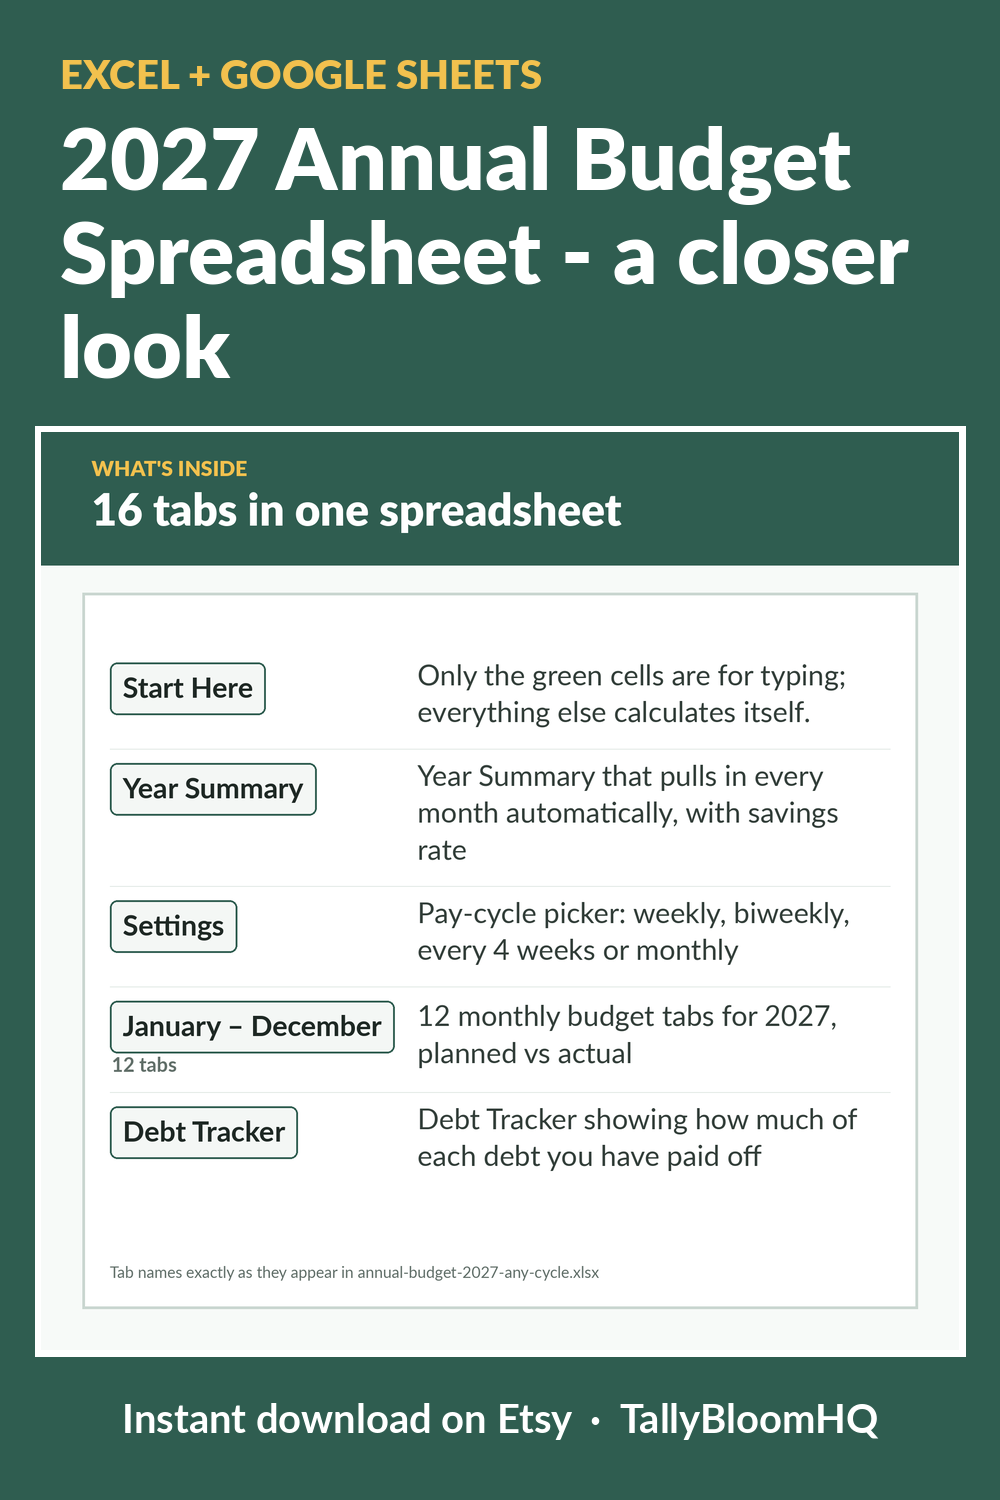 EXCEL + GOOGLE SHEETS
2027 Annual Budget
Spreadsheet - a closer
look
WHAT'S INSIDE
16 tabs in one spreadsheet
Start Here
Only the green cells are for typing;
everything else calculates itself.
Year Summary
Year Summary that pulls in every
month automatically, with savings
rate
Settings
Pay-cycle picker: weekly, biweekly,
every 4 weeks or monthly
January – December
12 tabs
12 monthly budget tabs for 2027,
planned vs actual
Debt Tracker
Debt Tracker showing how much of
each debt you have paid off
Tab names exactly as they appear in annual-budget-2027-any-cycle.xlsx
Instant download on Etsy · TallyBloomHQ